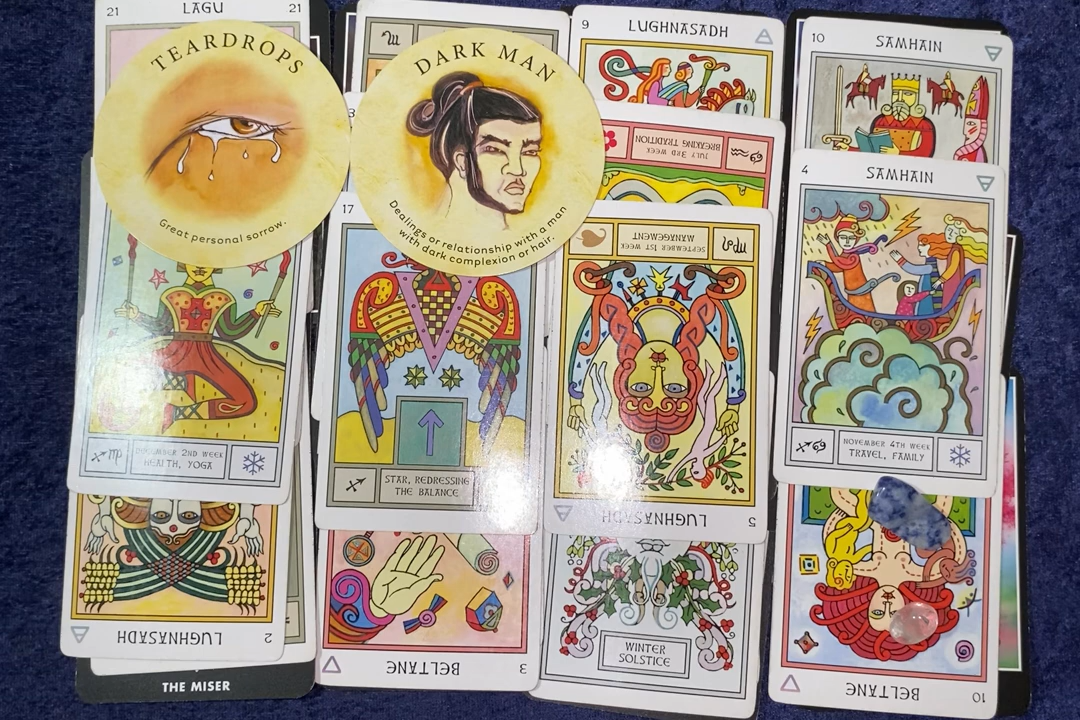 21
LAGU
21
TEARDROPS
Great personal sorrow.
DECEMBER 2ND WEEK
HEALTH, YOGA
LUGHNASADH
2
THE MISER
DARK MAN
Dealings or relationship with a man
with dark complexion or hair.
17
STAR, REDRESSING
THE BALANCE
BELTANE
3
9
LUGHNASADH
JULY 3RD WEEK
BREAKING TRADITION
SEPTEMBER 1ST WEEK
MANAGEMENT
LUGHNASADH
5
WINTER
SOLSTICE
10
SAMHAIN
4
SAMHAIN
NOVEMBER 4TH WEEK
TRAVEL, FAMILY
BELTANE
10